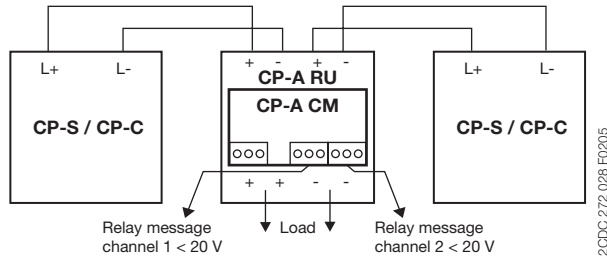 + - + -
L+ L- L+ L-
CP-A RU
CP-A CM
CP-S / CP-C
CP-S / CP-C
+ + - -
Load
Relay message
channel 1 < 20 V
Relay message
channel 2 < 20 V
2CDC 272 028 F0205